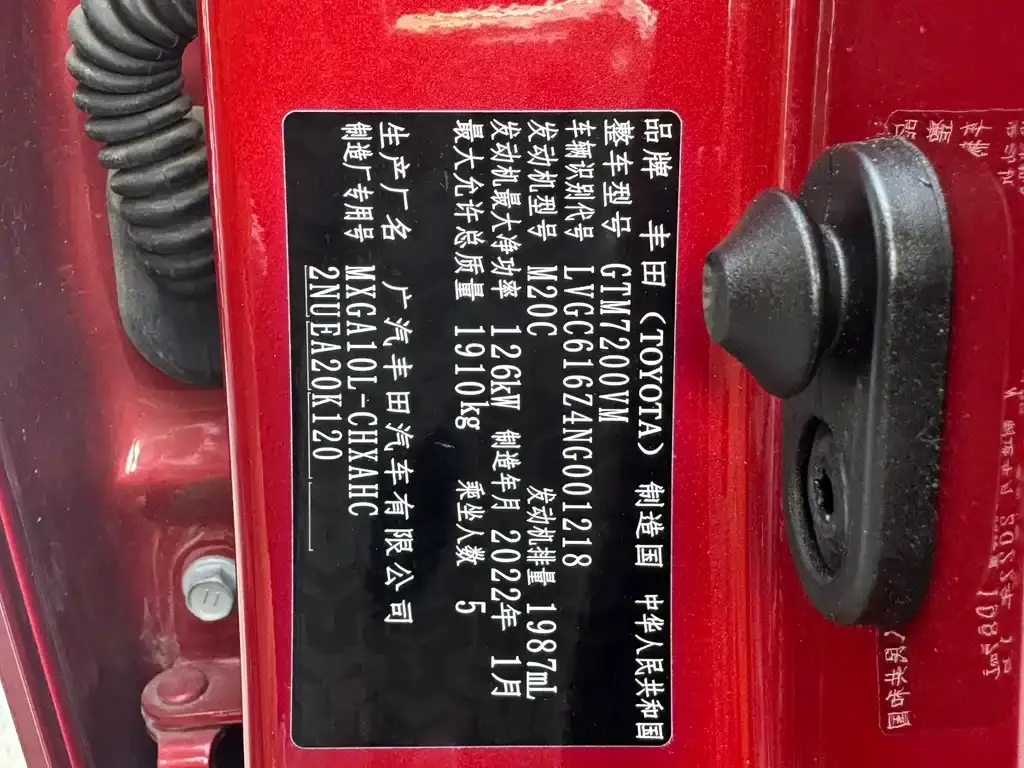 品牌 丰田（TOYOTA） 制造国 中华人民共和国
整车型号 GTM7200VM
车辆识别代号 LVGC616Z4NG001218
发动机型号 M20C 发动机排量 1987mL
发动机最大净功率 126kW 制造年月 2022年 1月
最大允许总质量 1910kg 乘坐人数 5
生产厂名 广汽丰田汽车有限公司
制造厂专用号 MXGA10L-CHXAHC
2NUEA20K120